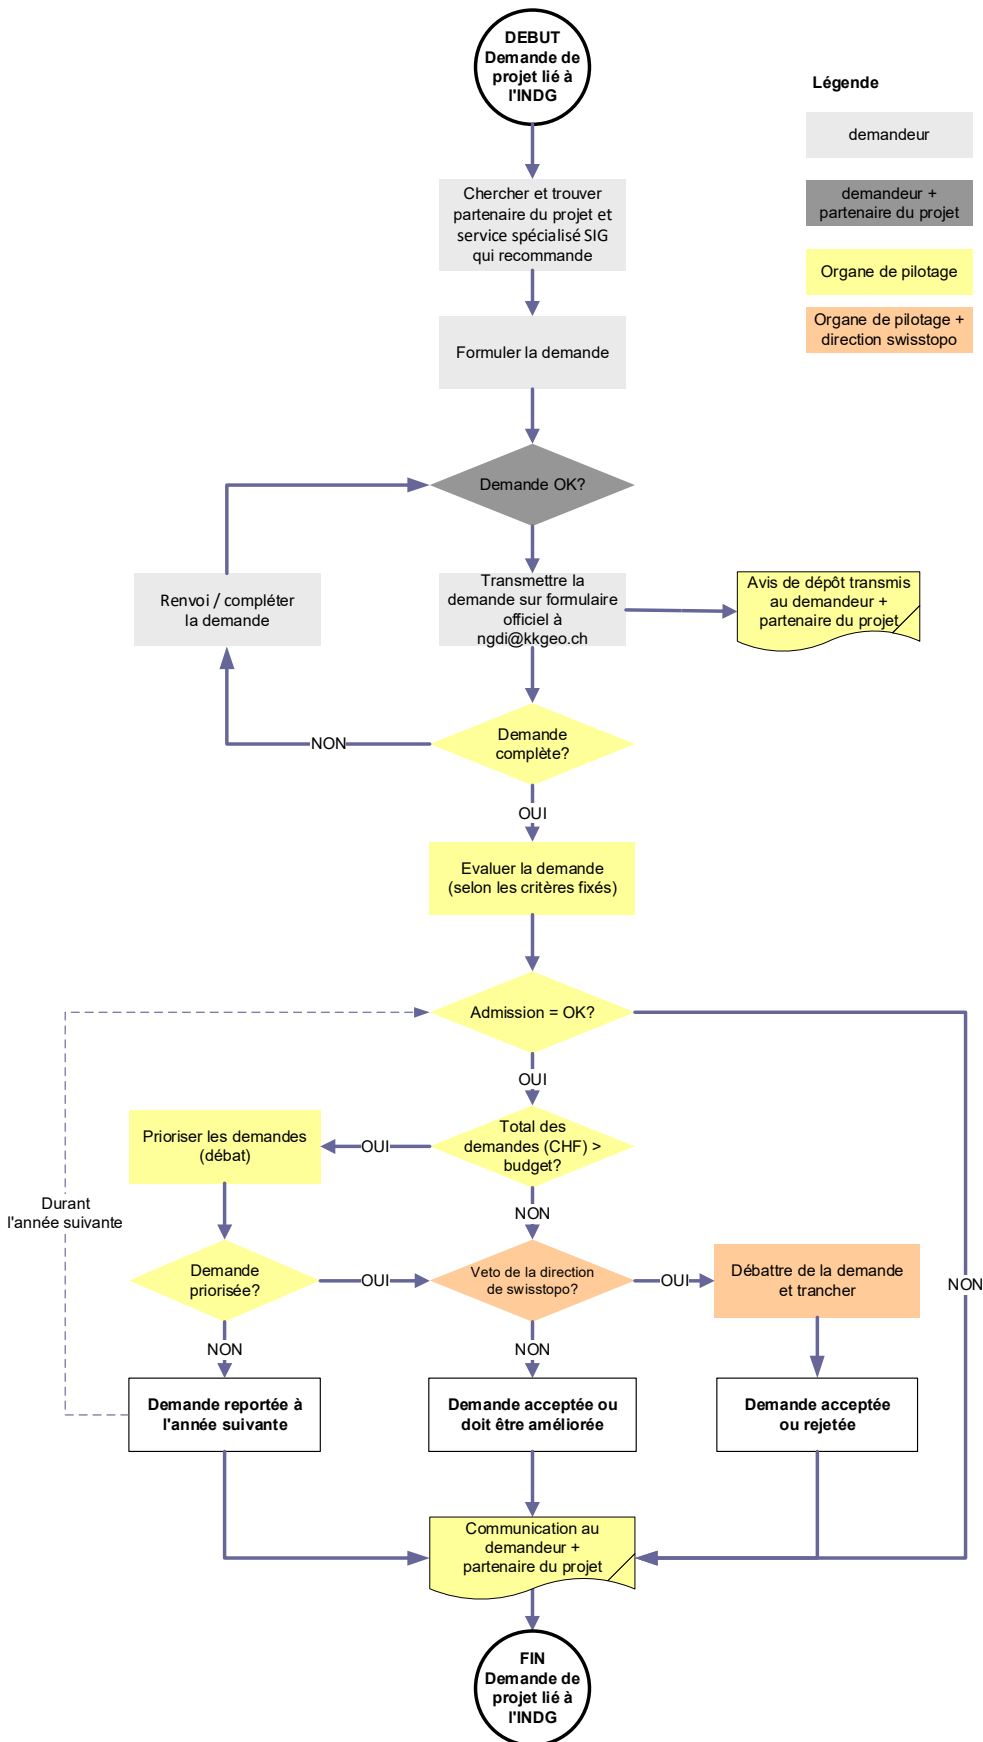 DEBUT
Demande de
projet lié à
l'INDG
Légende
demandeur
demandeur +
partenaire du projet
Organe de pilotage
Organe de pilotage +
direction swisstopo
Chercher et trouver
partenaire du projet et
service spécialisé SIG
qui recommande
Formuler la demande
Demande OK?
Renvoi / compléter
la demande
Transmettre la
demande sur formulaire
officiel à
ngdi@kkgeo.ch
Avis de dépôt transmis
au demandeur +
partenaire du projet
Demande
complète?
NON
OUI
Evaluer la demande
(selon les critères fixés)
Admission = OK?
OUI
Prioriser les demandes
(débat)
OUI
Total des
demandes (CHF) >
budget?
Durant
l'année suivante
NON
Demande
priorisée?
OUI
Veto de la direction
de swisstopo?
OUI
Débattre de la demande
et trancher
NON
NON
NON
Demande reportée à
l'année suivante
Demande acceptée ou
doit être améliorée
Demande acceptée
ou rejetée
Communication au
demandeur +
partenaire du projet
FIN
Demande de
projet lié à
l'INDG